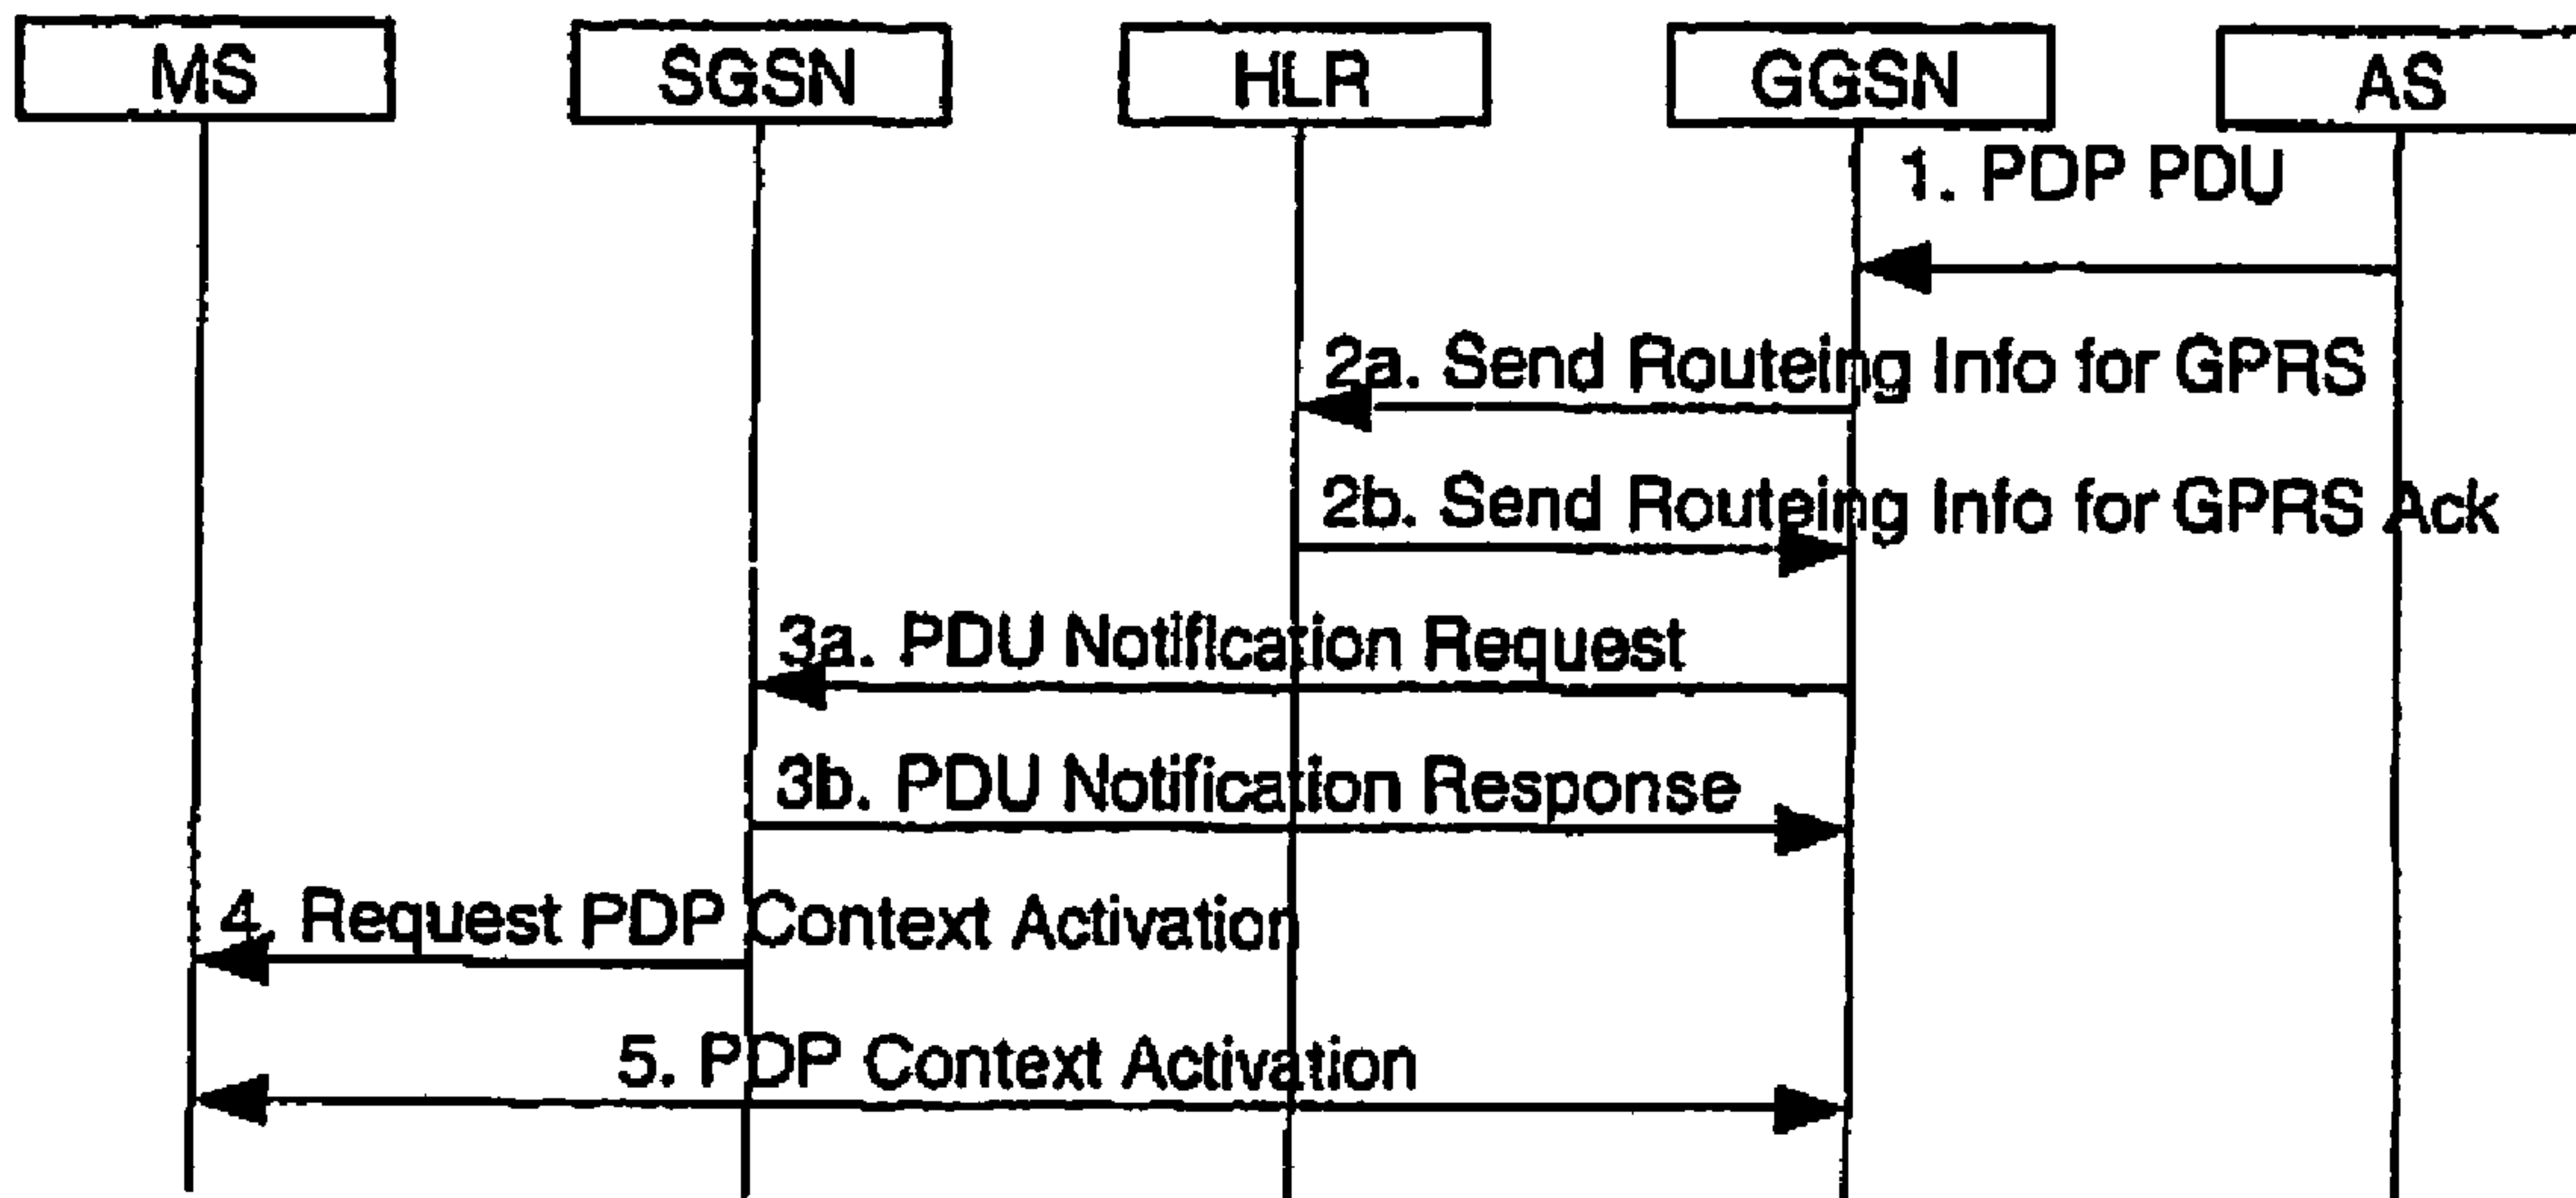 MS
SGSN
HLR
GGSN
AS
1. PDP PDU
2a. Send Routeing Info for GPRS
2b. Send Routeing Info for GPRS Ack
3a. PDU Notification Request
3b. PDU Notification Response
4. Request PDP Context Activation
5. PDP Context Activation